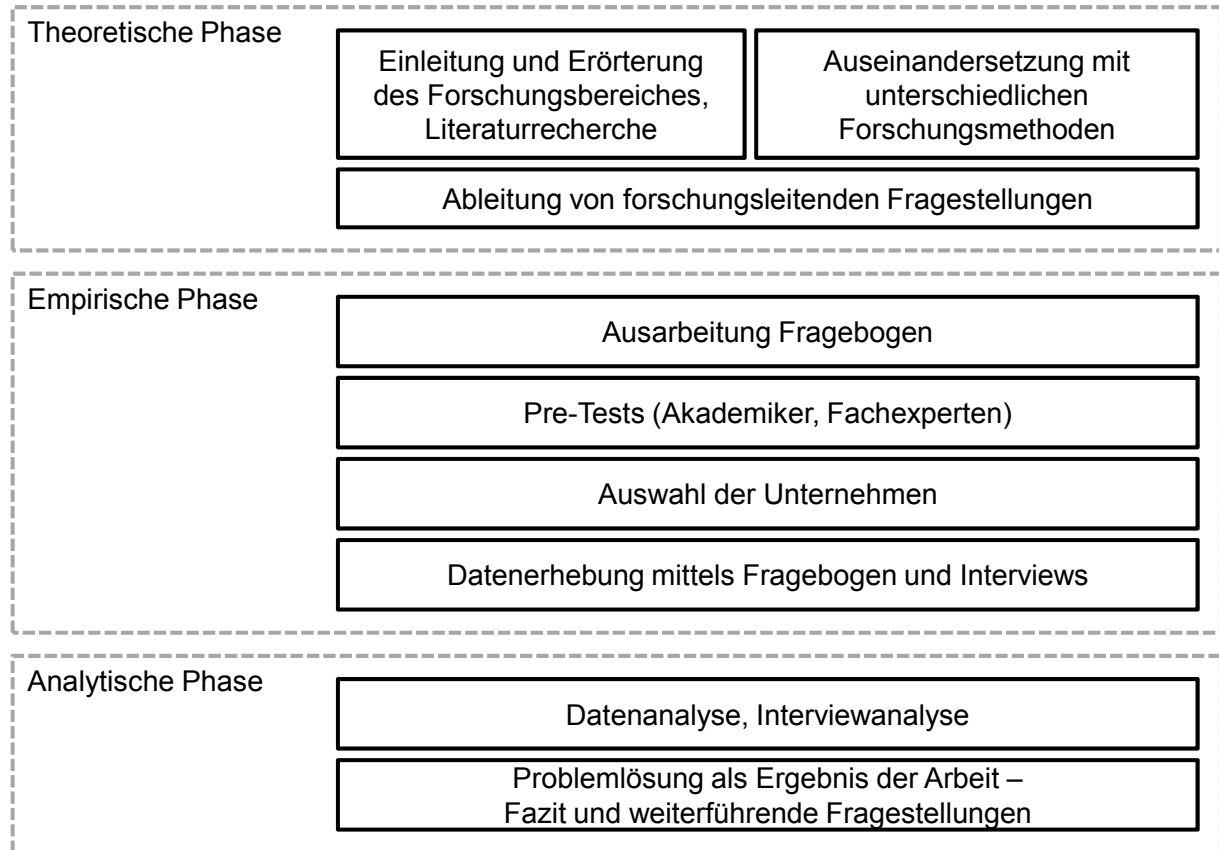 Theoretische Phase
Einleitung und Erörterung
des Forschungsbereiches,
Literaturrecherche
Auseinandersetzung mit
unterschiedlichen
Forschungsmethoden
Ableitung von forschungsleitenden Fragestellungen
Empirische Phase
Ausarbeitung Fragebogen
Pre-Tests (Akademiker, Fachexperten)
Auswahl der Unternehmen
Datenerhebung mittels Fragebogen und Interviews
Analytische Phase
Datenanalyse, Interviewanalyse
Problemlösung als Ergebnis der Arbeit –
Fazit und weiterführende Fragestellungen